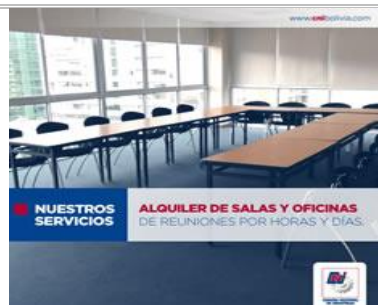 www.cnibolivia.com
NUESTROS
SERVICIOS
ALQUILER DE SALAS Y OFICINAS
DE REUNIONES POR HORAS Y DÍAS.